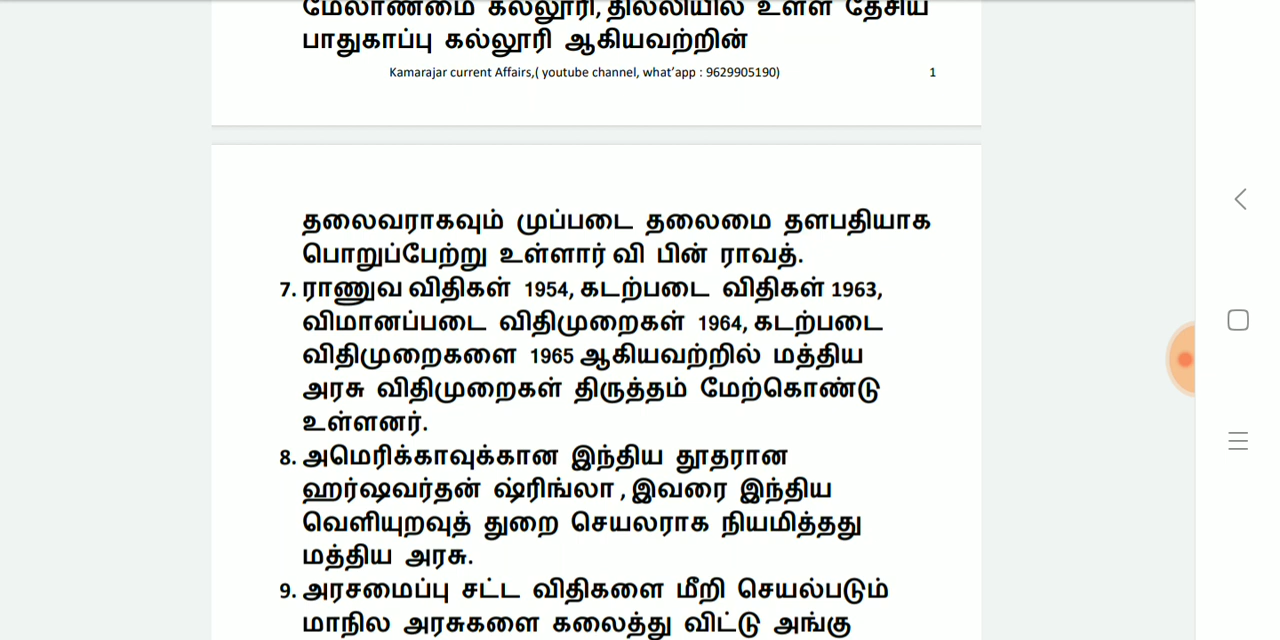 மேலாண்மை கல்லூரி, தில்லியில் உள்ள தேசிய
பாதுகாப்பு கல்லூரி ஆகியவற்றின்
Kamarajar current Affairs,( youtube channel, what'app : 9629905190) 1
தலைவராகவும் முப்படை தலைமை தளபதியாக
பொறுப்பேற்று உள்ளார் வி பின் ராவத்.
7. ராணுவ விதிகள் 1954, கடற்படை விதிகள் 1963,
விமானப்படை விதிமுறைகள் 1964, கடற்படை
விதிமுறைகளை 1965 ஆகியவற்றில் மத்திய
அரசு விதிமுறைகள் திருத்தம் மேற்கொண்டு
உள்ளனர்.
8. அமெரிக்காவுக்கான இந்திய தூதரான
ஹர்ஷவர்தன் ஷ்ரிங்லா , இவரை இந்திய
வெளியுறவுத் துறை செயலராக நியமித்தது
மத்திய அரசு.
9. அரசமைப்பு சட்ட விதிகளை மீறி செயல்படும்
மாநில அரசுகளை கலைத்து விட்டு அங்கு